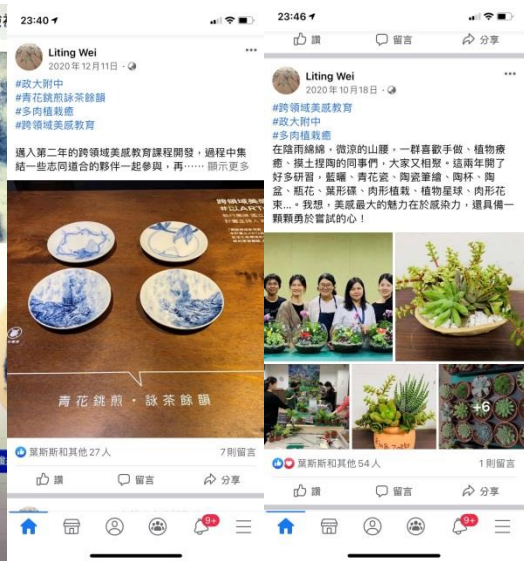 23:40
Liting Wei
2020年12月11日
#政大附中
#青花銚煎詠茶餘韻
#多肉植栽癒
#跨領域美感教育
邁入第二年的跨領域美感教育課程開發，過程中集
結一些志同道合的夥伴一起參與，再…… 顯示更多
跨領域美感
青花銚煎・詠茶餘韻
葉斯斯和其他 27 人
7則留言
讚
留言
分享
9+
23:46
讚
留言
分享
Liting Wei
2020年10月18日
#跨領域美感教育
#政大附中
#多肉植栽癒
在陰雨綿綿，微涼的山腰，一群喜歡手做、植物療
癒、摸土捏陶的同事們，大家又相聚。這兩年開了
好多研習，藍曬、青花瓷、陶瓷筆繪、陶杯、陶
盆、瓶花、葉形碟、肉形植栽、植物星球、肉形花
束...。我想，美感最大的魅力在於感染力，還具備一
顆顆勇於嘗試的心！
+6
葉斯斯和其他 54 人
1則留言
讚
留言
分享
9+